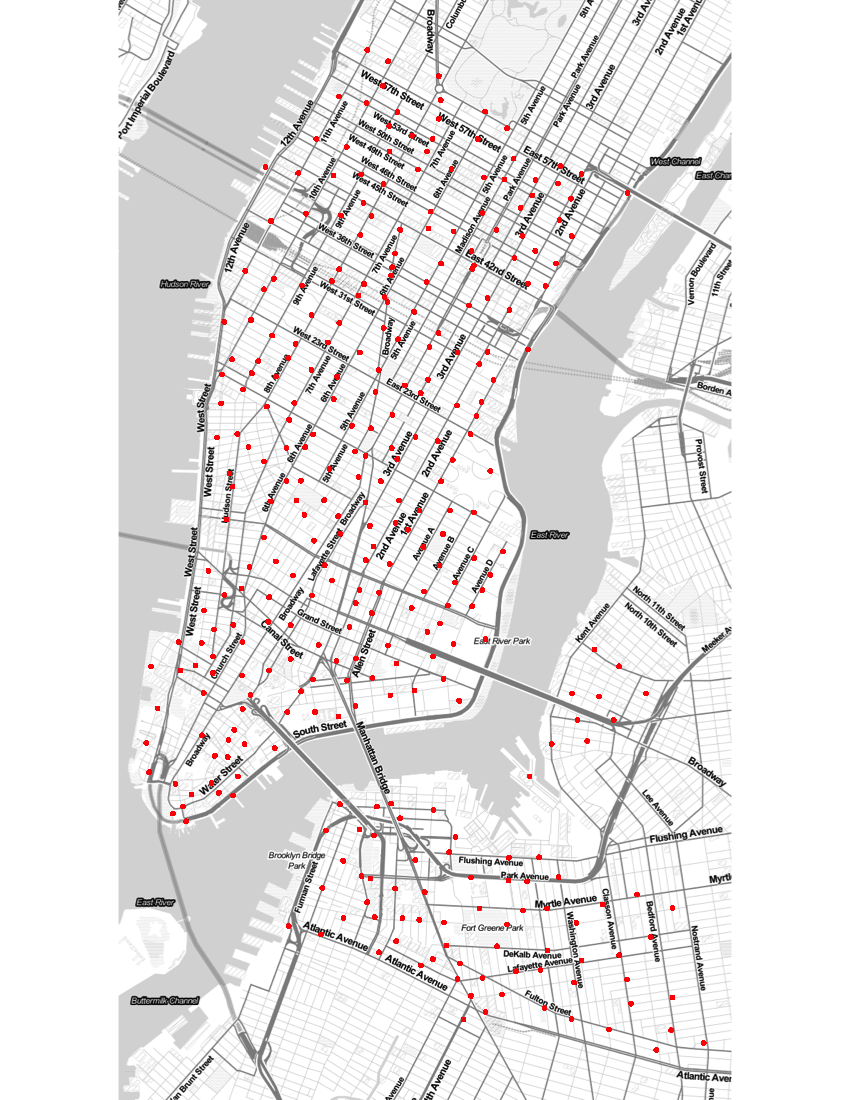 Broadway
Columb
5th A
3rd Av
2nd Avenue
1st Avenue
Port Imperial Boulevard
Park Avenue
3rd Avenue
West 57th Street
12th Avenue
11th Avenue
5th Avenue
Park Avenue
West 53rd Street
West 50th Street
West 57th Street
West 49th Street
7th Avenue
East 57th Street
West Channel
East Chan
West 46th Street
West 45th Street
10th Avenue
6th Avenue
5th Avenue
Park Avenue
9th Avenue
3rd Avenue
2nd Avenue
Madison Avenue
12th Avenue
West 36th Street
7th Avenue
6th Avenue
East 42nd Street
Vernon Boulevard
11th Street
Hudson River
9th Avenue
West 31st Street
West 23rd Street
Broadway
5th Avenue
3rd Avenue
8th Avenue
7th Avenue
6th Avenue
East 23rd Street
Borden A
West Street
5th Avenue
6th Avenue
3rd Avenue
2nd Avenue
Provost Street
West Street
Hudson Street
6th Avenue
5th Avenue
Broadway
2nd Avenue
1st Avenue
East River
West Street
Lafayette Street
Avenue A
Avenue B
Avenue C
Avenue D
West Street
Broadway
Grand Street
Canal Street
Church Street
Allen Street
East River Park
Kent Avenue
North 11th Street
North 10th Street
Meeker Av
South Street
Broadway
Water Street
Manhattan Bridge
Broadway
Lee Avenue
Flushing Avenue
Brooklyn Bridge
Park
Flushing Avenue
Park Avenue
Myrtle
Furman Street
Myrtle Avenue
East River
Fort Greene Park
Washington Avenue
Classon Avenue
Bedford Avenue
Nostrand Avenue
Atlantic Avenue
Atlantic Avenue
DeKalb Avenue
Lafayette Avenue
Buttermilk Channel
Fulton Street
Van Brunt Street
4th Avenue
Avenue
Atlantic Aven
ue